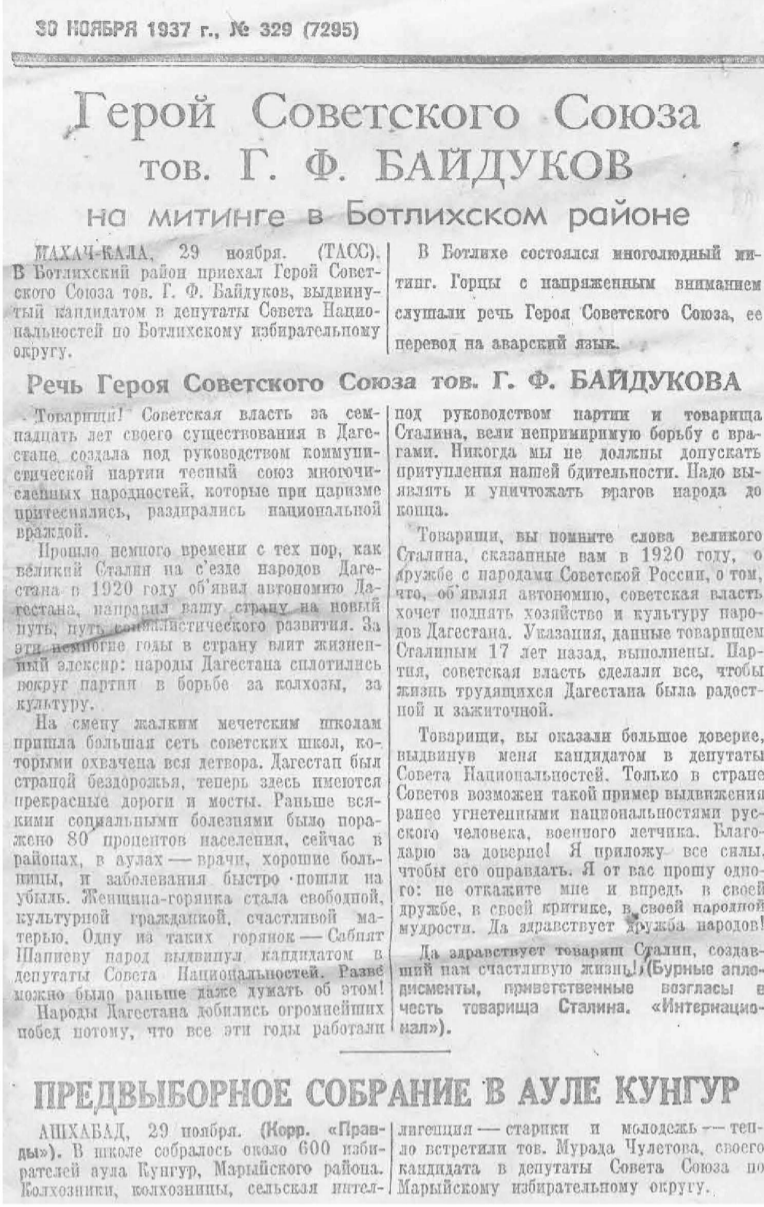 30 НОЯБРЯ 1937 г., № 329 (7295)
Герой Советского Союза
тов. Г. Ф. БАЙДУКОВ
на митинге в Ботлихском районе
МАХАЧ-КАЛА, 29 ноября. (ТАСС).
В Ботлихский район приехал Герой Совет-
ского Союза тов. Г. Ф. Байдуков, выдвину-
тый кандидатом в депутаты Совета Нацио-
нальностей по Ботлихскому избирательному
округу.
В Ботлихе состоялся многолюдный ми-
тинг. Горцы с напряженным вниманием
слушали речь Героя Советского Союза, ее
перевод на аварский язык.
Речь Героя Советского Союза тов. Г. Ф. БАЙДУКОВА
Товарищи! Советская власть за сем-
надцать лет своего существования в Даге-
стане создала под руководством коммуни-
стической партии тесный союз многочи-
сленных народностей, которые при царизме
притеснялись, раздирались национальной
враждой.
Прошло немного времени с тех пор, как
великий Сталин на с'езде народов Даге-
стана в 1920 году об'явил автономию Да-
гестана, направил вашу страну на новый
путь, путь социалистического развития. За
эти немногие годы в страну влит жизнен-
ный элексир: народы Дагестана сплотились
вокруг партии в борьбе за колхозы, за
культуру.
На смену жалким мечетским школам
пришла большая сеть советских школ, ко-
торыми охвачена вся детвора. Дагестан был
страной бездорожья, теперь здесь имеются
прекрасные дороги и мосты. Раньше вся-
кими социальными болезнями было пора-
жено 80 процентов населения, сейчас в
районах, в аулах — врачи, хорошие боль-
ницы, и заболевания быстро пошли на
убыль. Женщина-горянка стала свободной,
культурной гражданкой, счастливой ма-
терью. Одну из таких горянок — Сабият
Шапиеву народ выдвинул кандидатом в
депутаты Совета Национальностей. Разве
можно было раньше даже думать об этом!
Народы Дагестана добились огромнейших
побед потому, что все эти годы работали
под руководством партии и товарища
Сталина, вели непримиримую борьбу с вра-
гами. Никогда мы не должны допускать
притупления нашей бдительности. Надо вы-
являть и уничтожать врагов народа до
конца.
Товарищи, вы помните слова великого
Сталина, сказанные вам в 1920 году, о
дружбе с народами Советской России, о том,
что, об'являя автономию, советская власть
хочет поднять хозяйство и культуру наро-
дов Дагестана. Указания, данные товарищем
Сталиным 17 лет назад, выполнены. Пар-
тия, советская власть сделали все, чтобы
жизнь трудящихся Дагестана была радост-
ной и зажиточной.
Товарищи, вы оказали большое доверие,
выдвинув меня кандидатом в депутаты
Совета Национальностей. Только в стране
Советов возможен такой пример выдвижения
ранее угнетенными национальностями рус-
ского человека, военного летчика. Благо-
дарю за доверие! Я приложу все силы,
чтобы его оправдать. Я от вас прошу одно-
го: не откажите мне и впредь в своей
дружбе, в своей критике, в своей народной
мудрости. Да здравствует дружба народов!
Да здравствует товарищ Сталин, создав-
ший нам счастливую жизнь! (Бурные апло-
дисменты, приветственные возгласы в
честь товарища Сталина. «Интернацио-
нал»).
ПРЕДВЫБОРНОЕ СОБРАНИЕ В АУЛЕ КУНГУР
АШХАБАД, 29 ноября. (Корр. «Прав-
ды»). В школе собралось около 600 изби-
рателей аула Кунгур, Марыйского района.
Колхозники, колхозницы, сельская интел-
лигенция — старики и молодежь — теп-
ло встретили тов. Мурада Чулетова, своего
кандидата в депутаты Совета Союза по
Марыйскому избирательному округу.